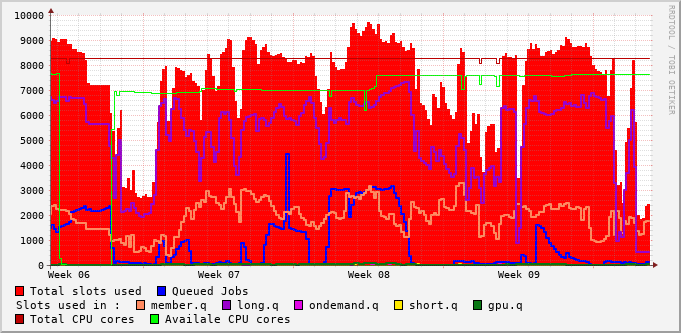 10000
9000
8000
7000
6000
5000
4000
3000
2000
1000
0
Week 06 Week 07 Week 08 Week 09
RRDTOOL / TOBI OETIKER
Total slots used Queued Jobs
Slots used in : member.q long.q ondemand.q short.q gpu.q
Total CPU cores Availale CPU cores